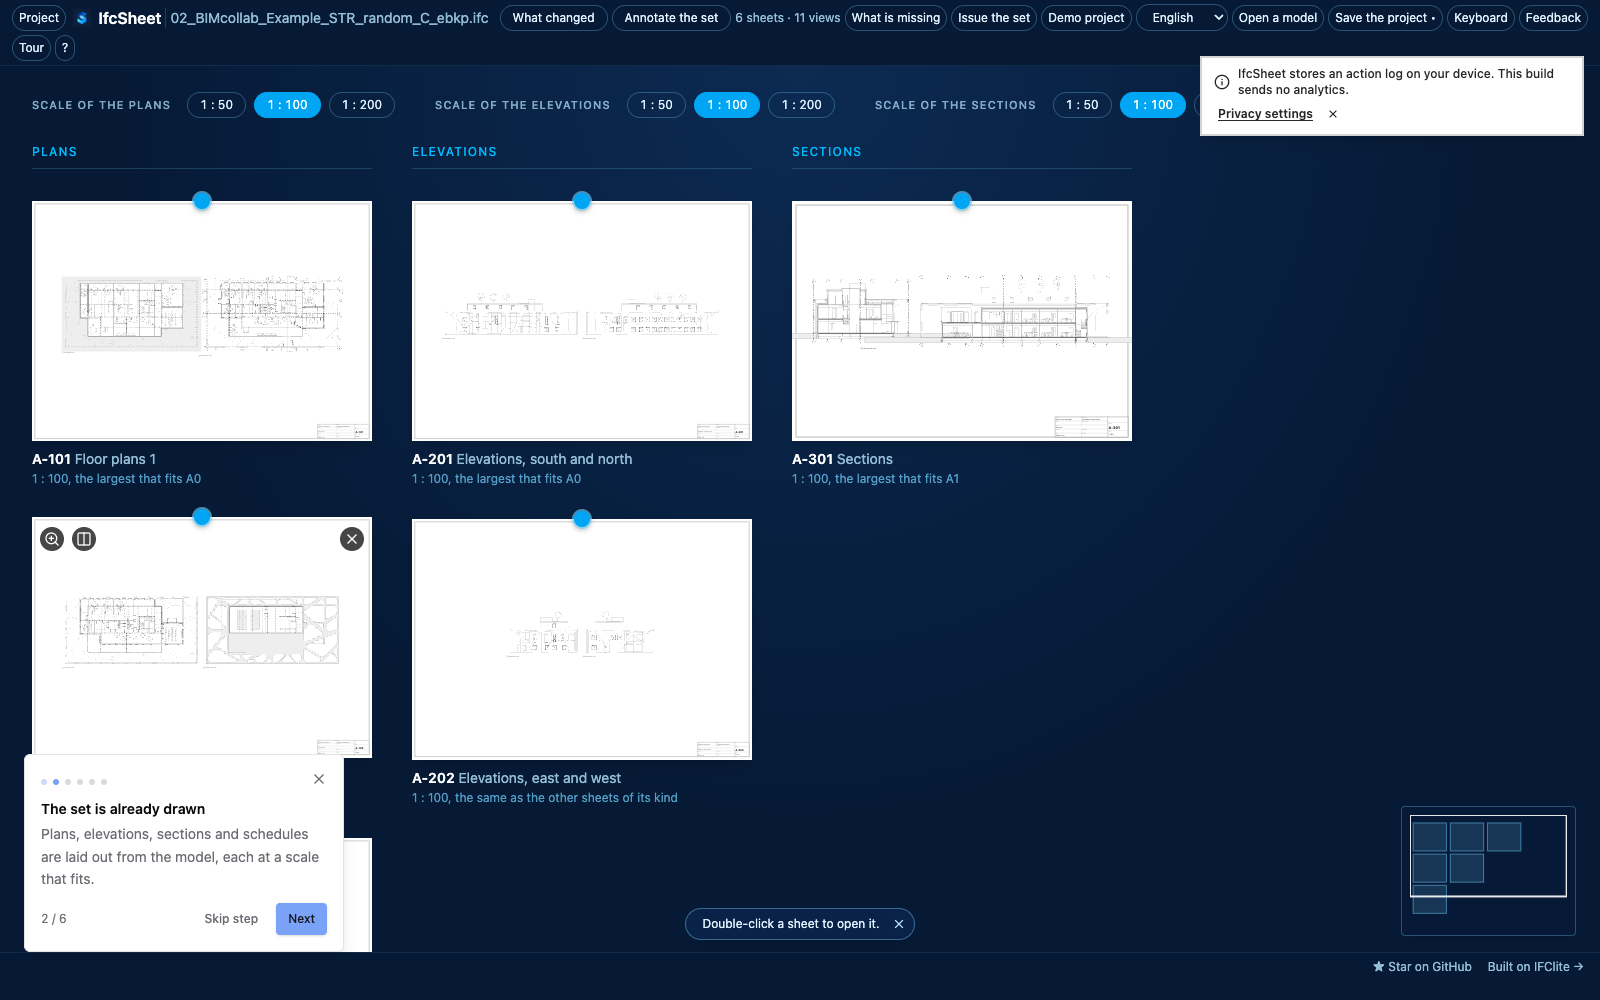 Project IfcSheet 02_BIMcollab_Example_STR_random_C_ebkp.ifc What changed Annotate the set 6 sheets · 11 views What is missing Issue the set Demo project English Open a model Save the project • Keyboard Feedback
Tour ?
IfcSheet stores an action log on your device. This build
sends no analytics.
Privacy settings
SCALE OF THE PLANS 1 : 50 1 : 100 1 : 200 SCALE OF THE ELEVATIONS 1 : 50 1 : 100 1 : 200 SCALE OF THE SECTIONS 1 : 50 1 : 100
PLANS ELEVATIONS SECTIONS
A-101 Floor plans 1
1 : 100, the largest that fits A0
A-201 Elevations, south and north
1 : 100, the largest that fits A0
A-301 Sections
1 : 100, the largest that fits A1
A-202 Elevations, east and west
1 : 100, the same as the other sheets of its kind
The set is already drawn
Plans, elevations, sections and schedules
are laid out from the model, each at a scale
that fits.
2 / 6 Skip step Next
Double-click a sheet to open it.
Star on GitHub Built on IFClite →